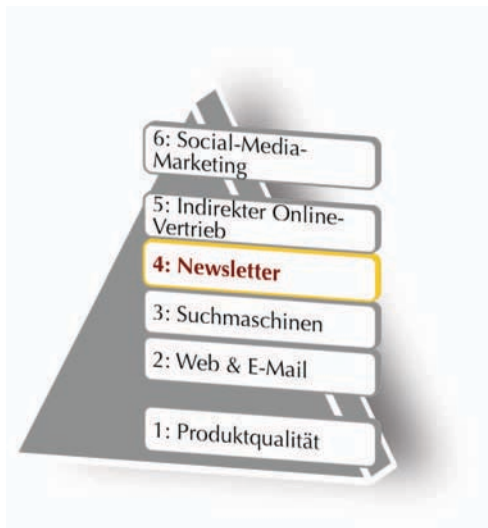 6: Social-Media-
Marketing
5: Indirekter Online-
Vertrieb
4: Newsletter
3: Suchmaschinen
2: Web & E-Mail
1: Produktqualität